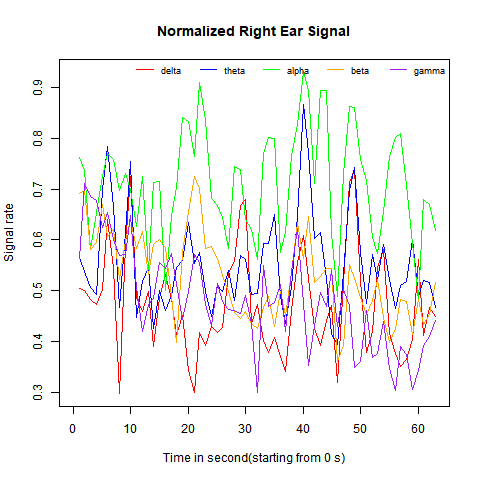 Normalized Right Ear Signal
delta theta alpha beta gamma
Signal rate
0.9
0.8
0.7
0.6
0.5
0.4
0.3
0 10 20 30 40 50 60
Time in second(starting from 0 s)